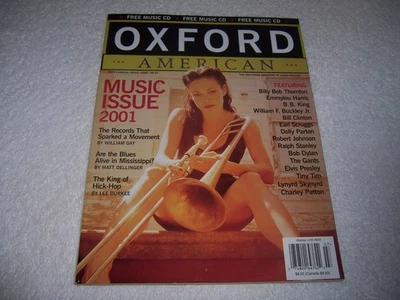 FREE MUSIC CD • FREE MUSIC CD • FREE MUSIC CD
OXFORD
AMERICAN
MUSIC
ISSUE
2001
The Records That
Sparked a Movement
BY WILLIAM GAY
Are the Blues
Alive in Mississippi?
BY MATT DELLINGER
The King of
Hick-Hop
BY LEE DURKEE
FEATURING
Billy Bob Thornton
Emmylou Harris
B.B. King
William F. Buckley Jr.
Bill Clinton
Earl Scruggs
Dolly Parton
Robert Johnson
Ralph Stanley
Bob Dylan
The Gants
Elvis Presley
Tiny Tim
Lynyrd Skynyrd
Charley Patton